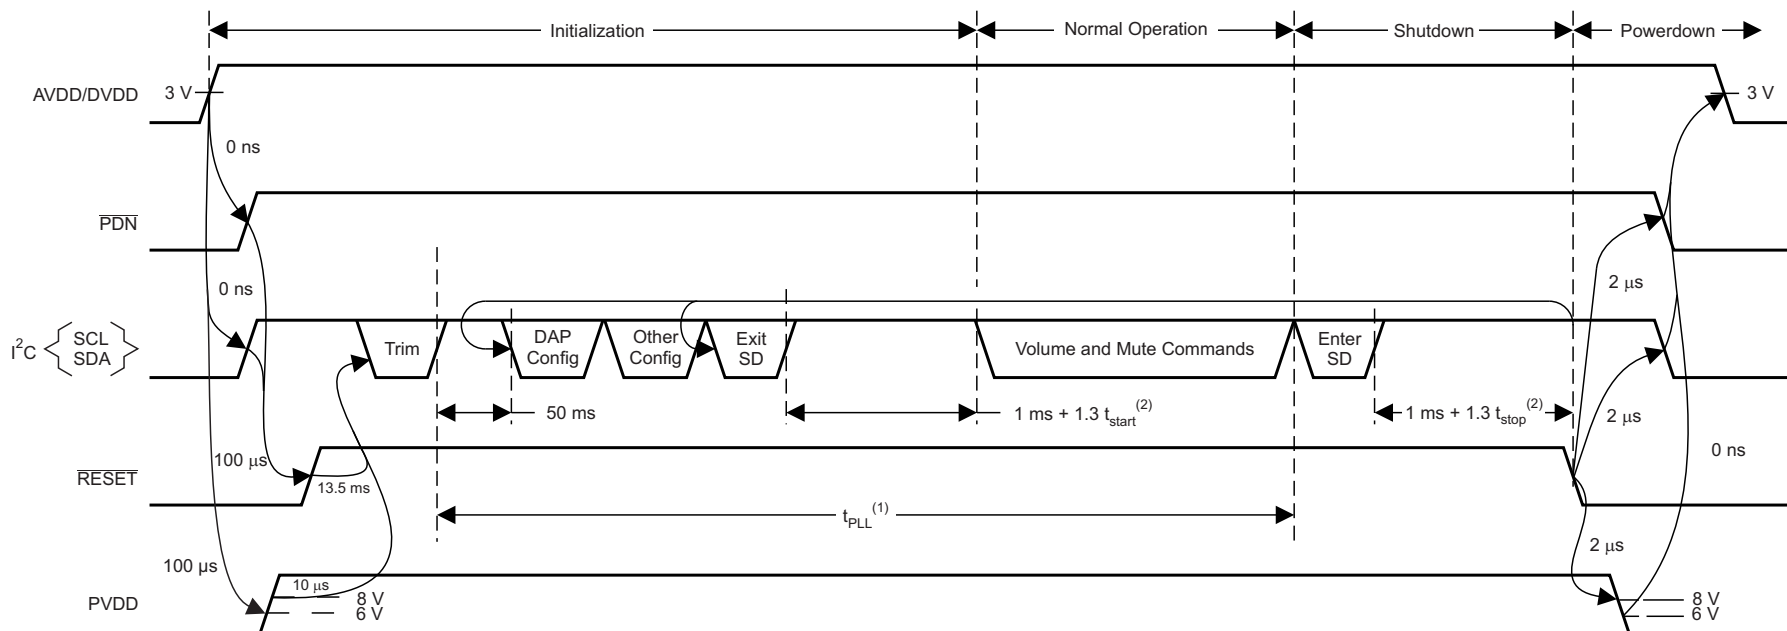 Initialization
Normal Operation
Shutdown
Powerdown
AVDD/DVDD
3 V
3 V
0 ns
PDN
0 ns
2 μs
I²C
SCL
SDA
Trim
DAP
Config
Other
Config
Exit
SD
Volume and Mute Commands
Enter
SD
50 ms
1 ms + 1.3 tstart(2)
1 ms + 1.3 tstop(2)
2 μs
100 μs
0 ns
RESET
13.5 ms
tPLL(1)
2 μs
100 μs
10 μs
PVDD
8 V
6 V
8 V
6 V